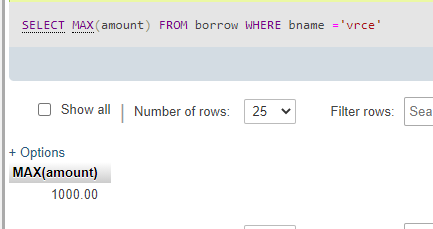 SELECT MAX(amount) FROM borrow WHERE bname ='vrce'
Show all | Number of rows: 25 Filter rows: Sea
+ Options
MAX(amount)
1000.00